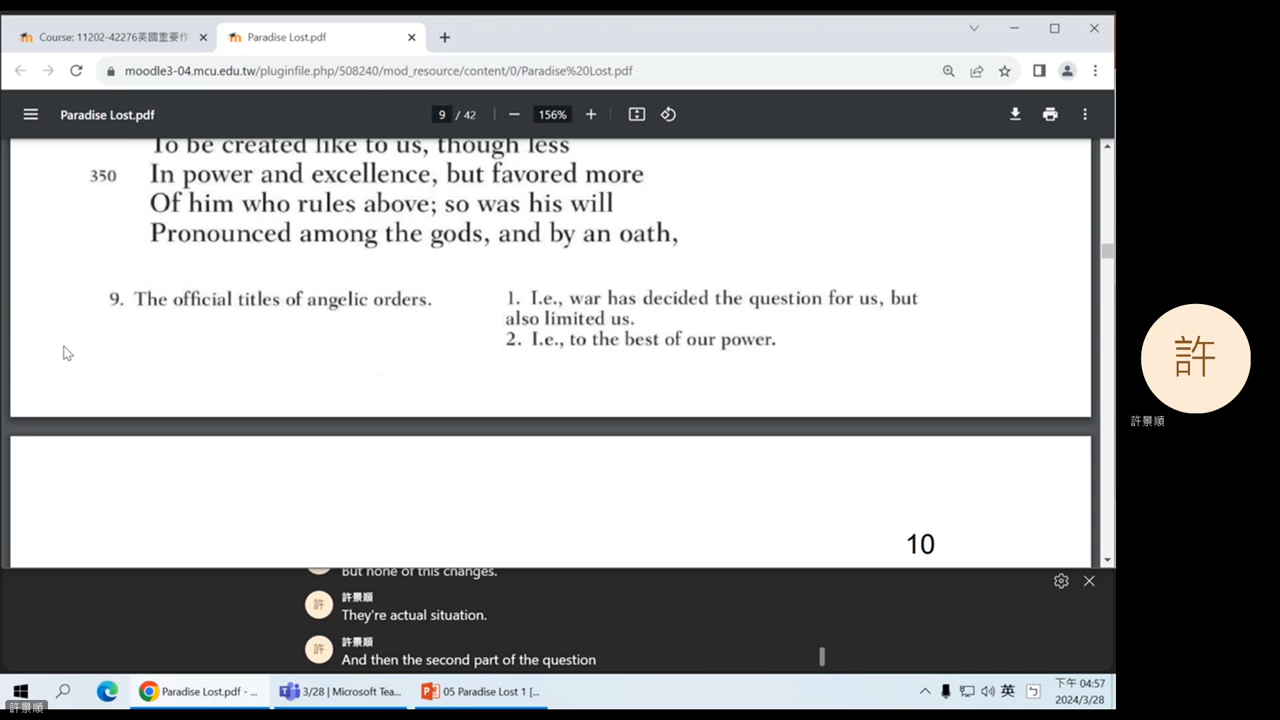 Course: 11202-42276英國重要作
Paradise Lost.pdf
moodle3-04.mcu.edu.tw/pluginfile.php/508240/mod_resource/content/0/Paradise%20Lost.pdf
Paradise Lost.pdf
9 / 42
156%
To be created like to us, though less
350 In power and excellence, but favored more
Of him who rules above; so was his will
Pronounced among the gods, and by an oath,
9. The official titles of angelic orders.
1. I.e., war has decided the question for us, but
also limited us.
2. I.e., to the best of our power.
10
許
許景順
But none of this changes.
許
許景順
They're actual situation.
許
許景順
And then the second part of the question
Paradise Lost.pdf - ...
3/28 | Microsoft Tea...
05 Paradise Lost 1 [...
英
ㄅ
下午 04:57
2024/3/28
許景順